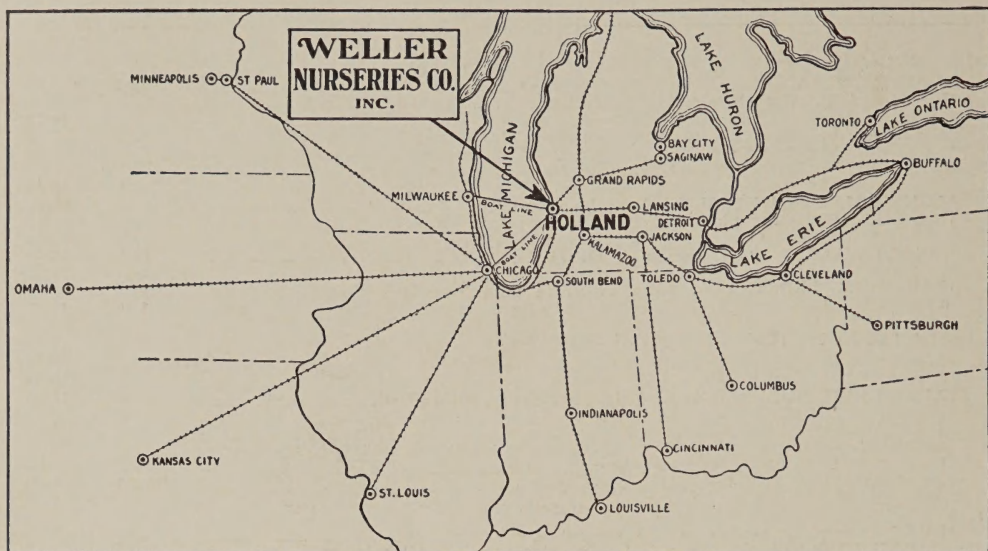 WELLER
NURSERIES CO.
INC.
MINNEAPOLIS
ST PAUL
LAKE HURON
TORONTO
LAKE ONTARIO
BAY CITY
SAGINAW
BUFFALO
GRAND RAPIDS
MILWAUKEE
BOAT LINE
LAKE MICHIGAN
LANSING
HOLLAND
DETROIT
KALAMAZOO
JACKSON
LAKE ERIE
BOAT LINE
CHICAGO
OMAHA
SOUTH BEND
TOLEDO
CLEVELAND
PITTSBURGH
COLUMBUS
INDIANAPOLIS
CINCINNATI
KANSAS CITY
ST. LOUIS
LOUISVILLE